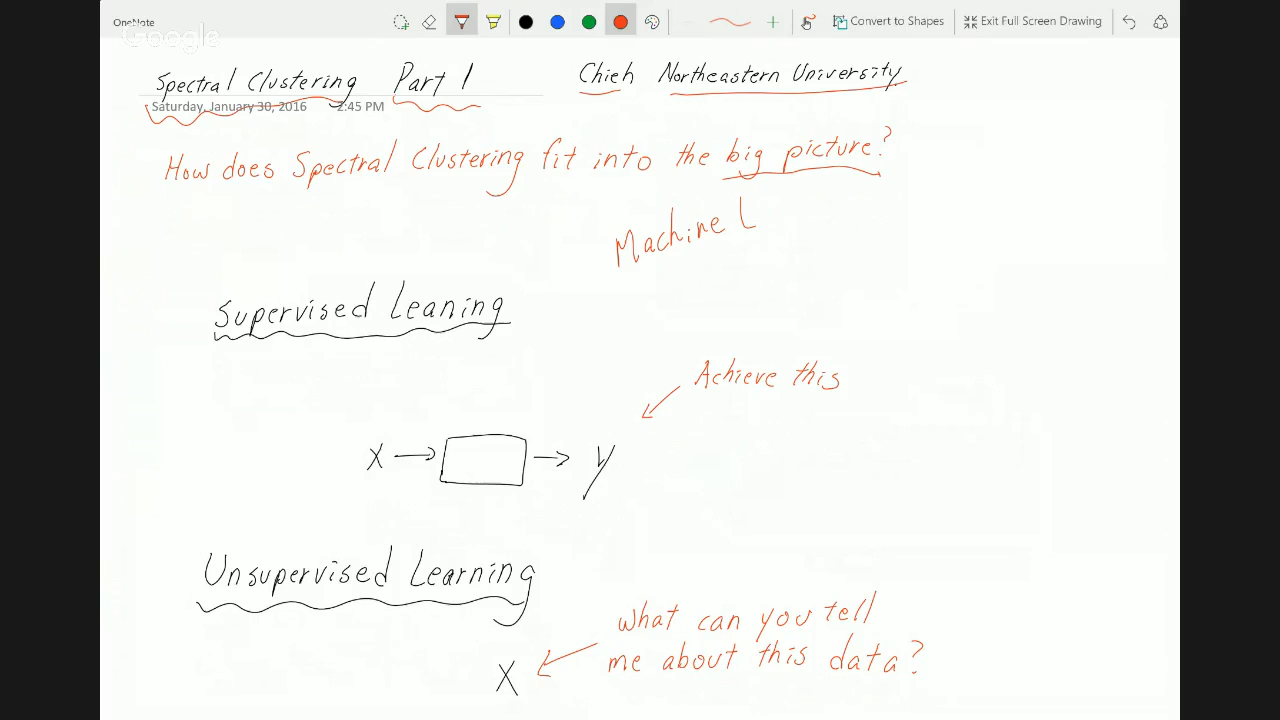 OneNote
Convert to Shapes
Exit Full Screen Drawing
Google
Spectral Clustering Part 1
Chieh Northeastern University
Saturday, January 30, 2016 2:45 PM
How does Spectral Clustering fit into the big picture?
Machine L
Supervised Leaning
Achieve this
X → → y
Unsupervised Learning
What can you tell
me about this data?
X